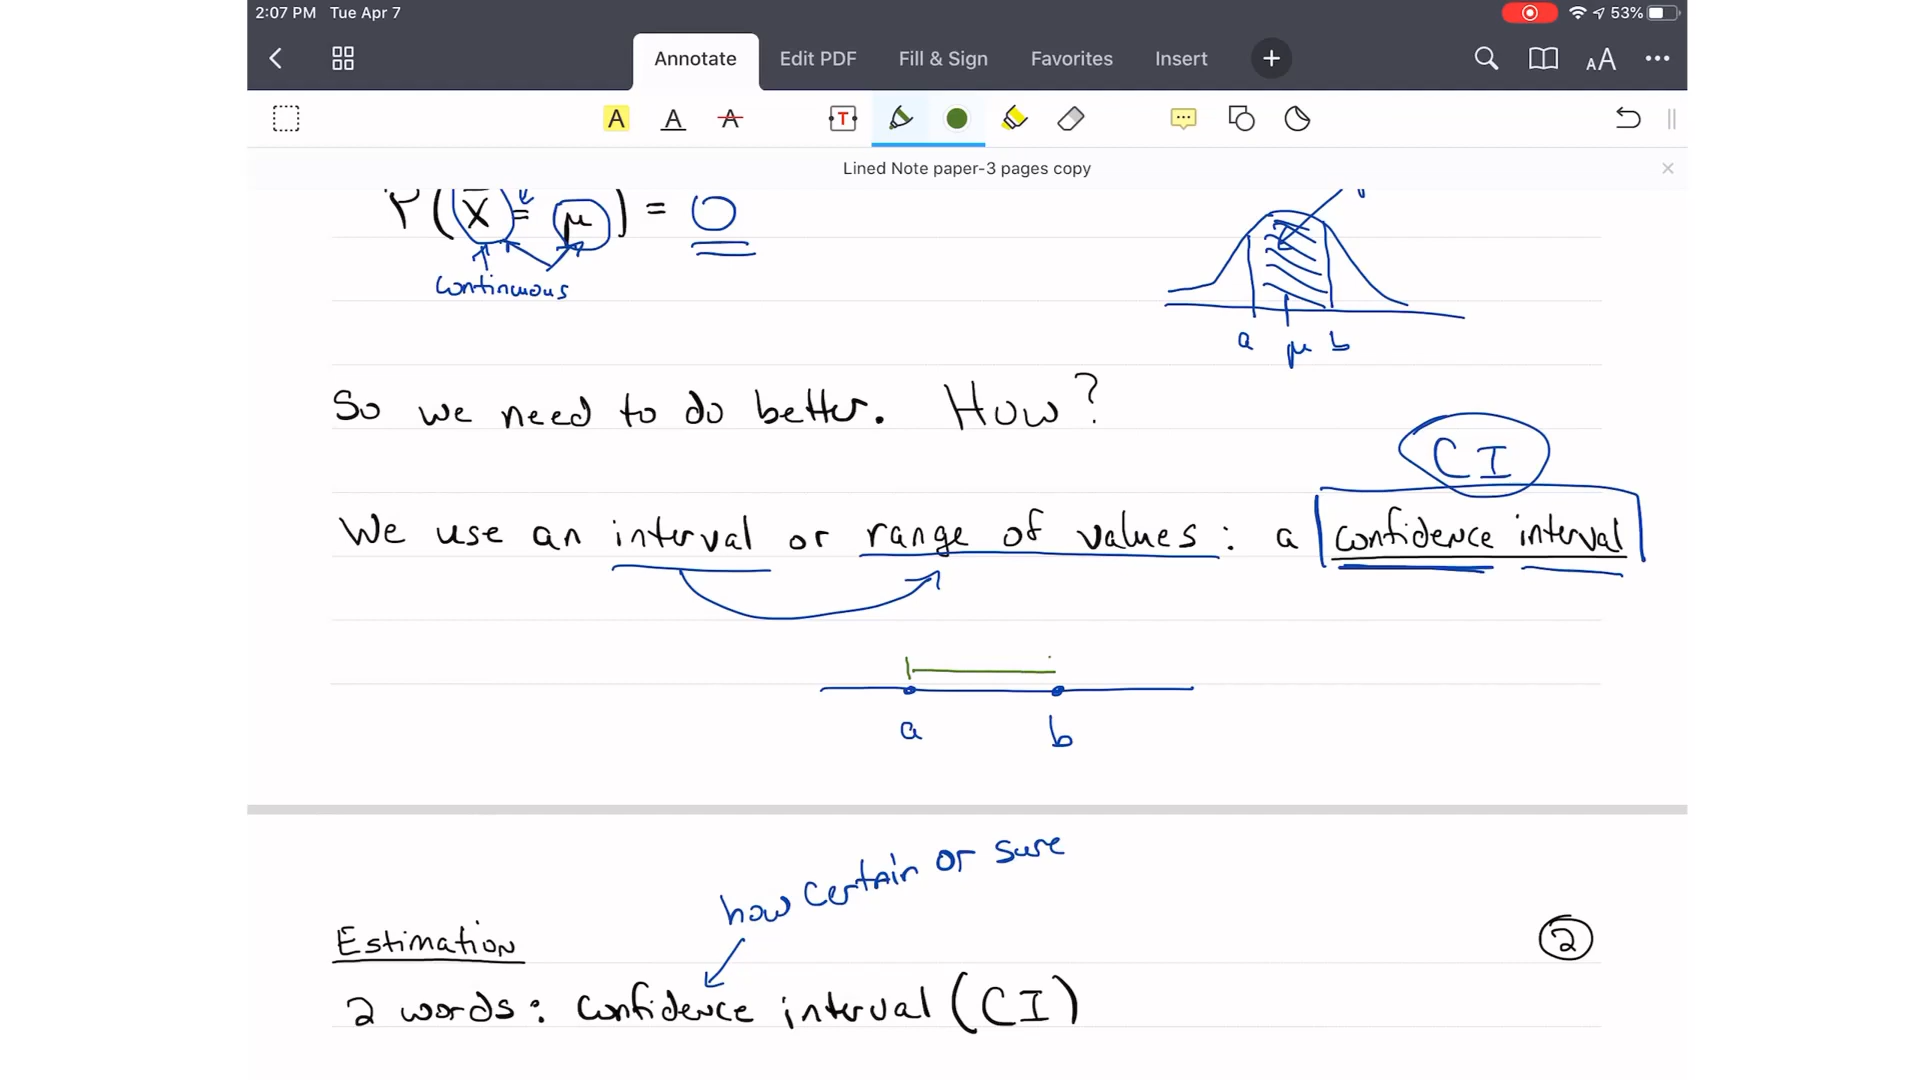 2:07 PM Tue Apr 7 53%
Annotate Edit PDF Fill & Sign Favorites Insert
A A A T AA
Lined Note paper-3 pages copy
P(X̄ = μ) = 0
continuous
a μ b
So we need to do better. How?
CI
We use an interval or range of values: a confidence interval
a b
how certain or sure
Estimation 2
2 words: confidence interval (CI)